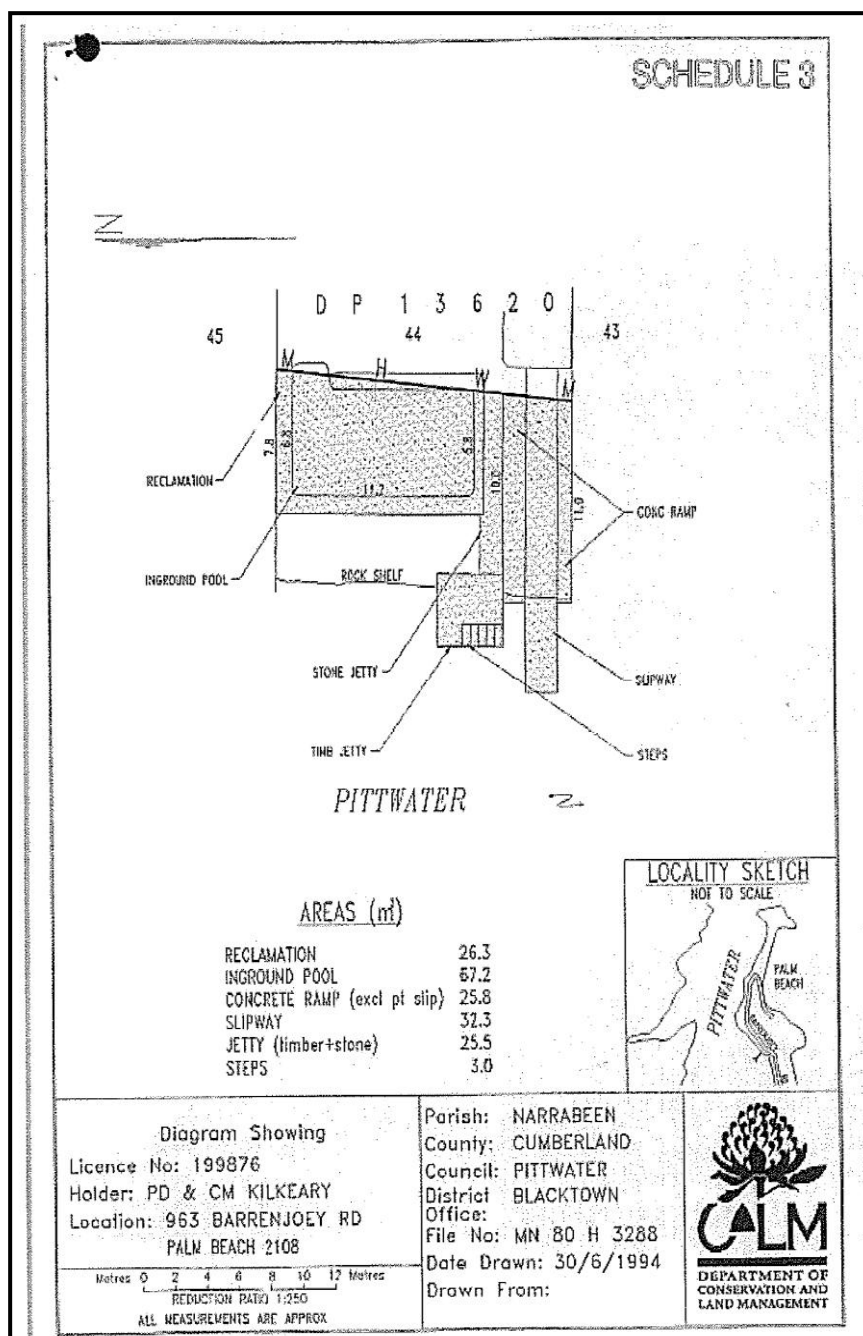 SCHEDULE 3
N
D P 1 3 6 2 0
45
44
43
M H W M
7.8
6.8
5.8
11.7
11.0
RECLAMATION
CONC RAMP
INGROUND POOL
ROCK SHELF
STONE JETTY
SLIPWAY
TIMB JETTY
STEPS
PITTWATER
AREAS (m²)
RECLAMATION 26.3
INGROUND POOL 67.2
CONCRETE RAMP (excl pt slip) 25.8
SLIPWAY 32.3
JETTY (timber+stone) 25.5
STEPS 3.0
LOCALITY SKETCH
NOT TO SCALE
PITTWATER
PALM
BEACH
Diagram Showing
Licence No: 199876
Holder: PD & CM KILKEARY
Location: 963 BARRENJOEY RD
PALM BEACH 2108
Metres 0 2 4 6 8 10 12 Metres
REDUCTION RATIO 1:250
ALL MEASUREMENTS ARE APPROX
Parish: NARRABEEN
County: CUMBERLAND
Council: PITTWATER
District BLACKTOWN
Office:
File No: MN 80 H 3288
Date Drawn: 30/6/1994
Drawn From:
CALM
DEPARTMENT OF
CONSERVATION AND
LAND MANAGEMENT